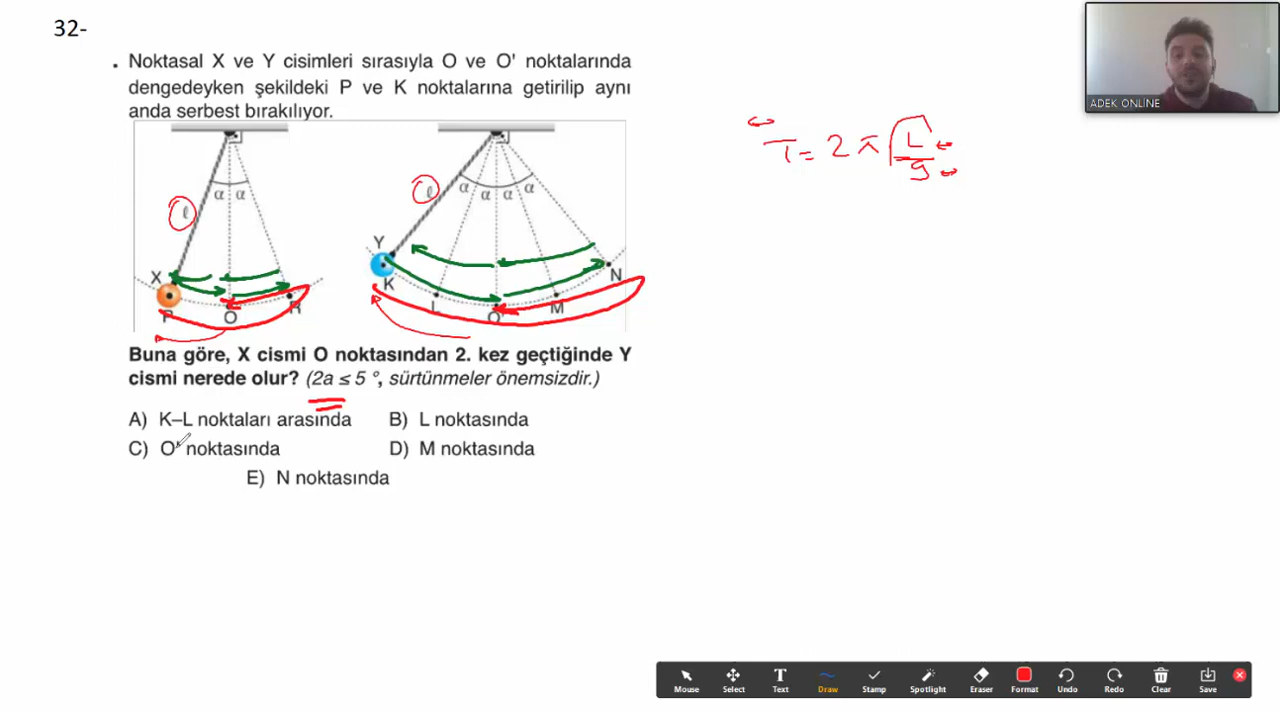 32-
ADEK ONLINE
. Noktasal X ve Y cisimleri sırasıyla O ve O' noktalarında
dengedeyken şekildeki P ve K noktalarına getirilip aynı
anda serbest bırakılıyor.
T = 2 π √ L / g
ℓ α α
ℓ α α α α
X P O R
Y K L O' M N
Buna göre, X cismi O noktasından 2. kez geçtiğinde Y
cismi nerede olur? (2a ≤ 5 °, sürtünmeler önemsizdir.)
A) K–L noktaları arasında B) L noktasında
C) O' noktasında D) M noktasında
E) N noktasında
Mouse Select Text Draw Stamp Spotlight Eraser Format Undo Redo Clear Save